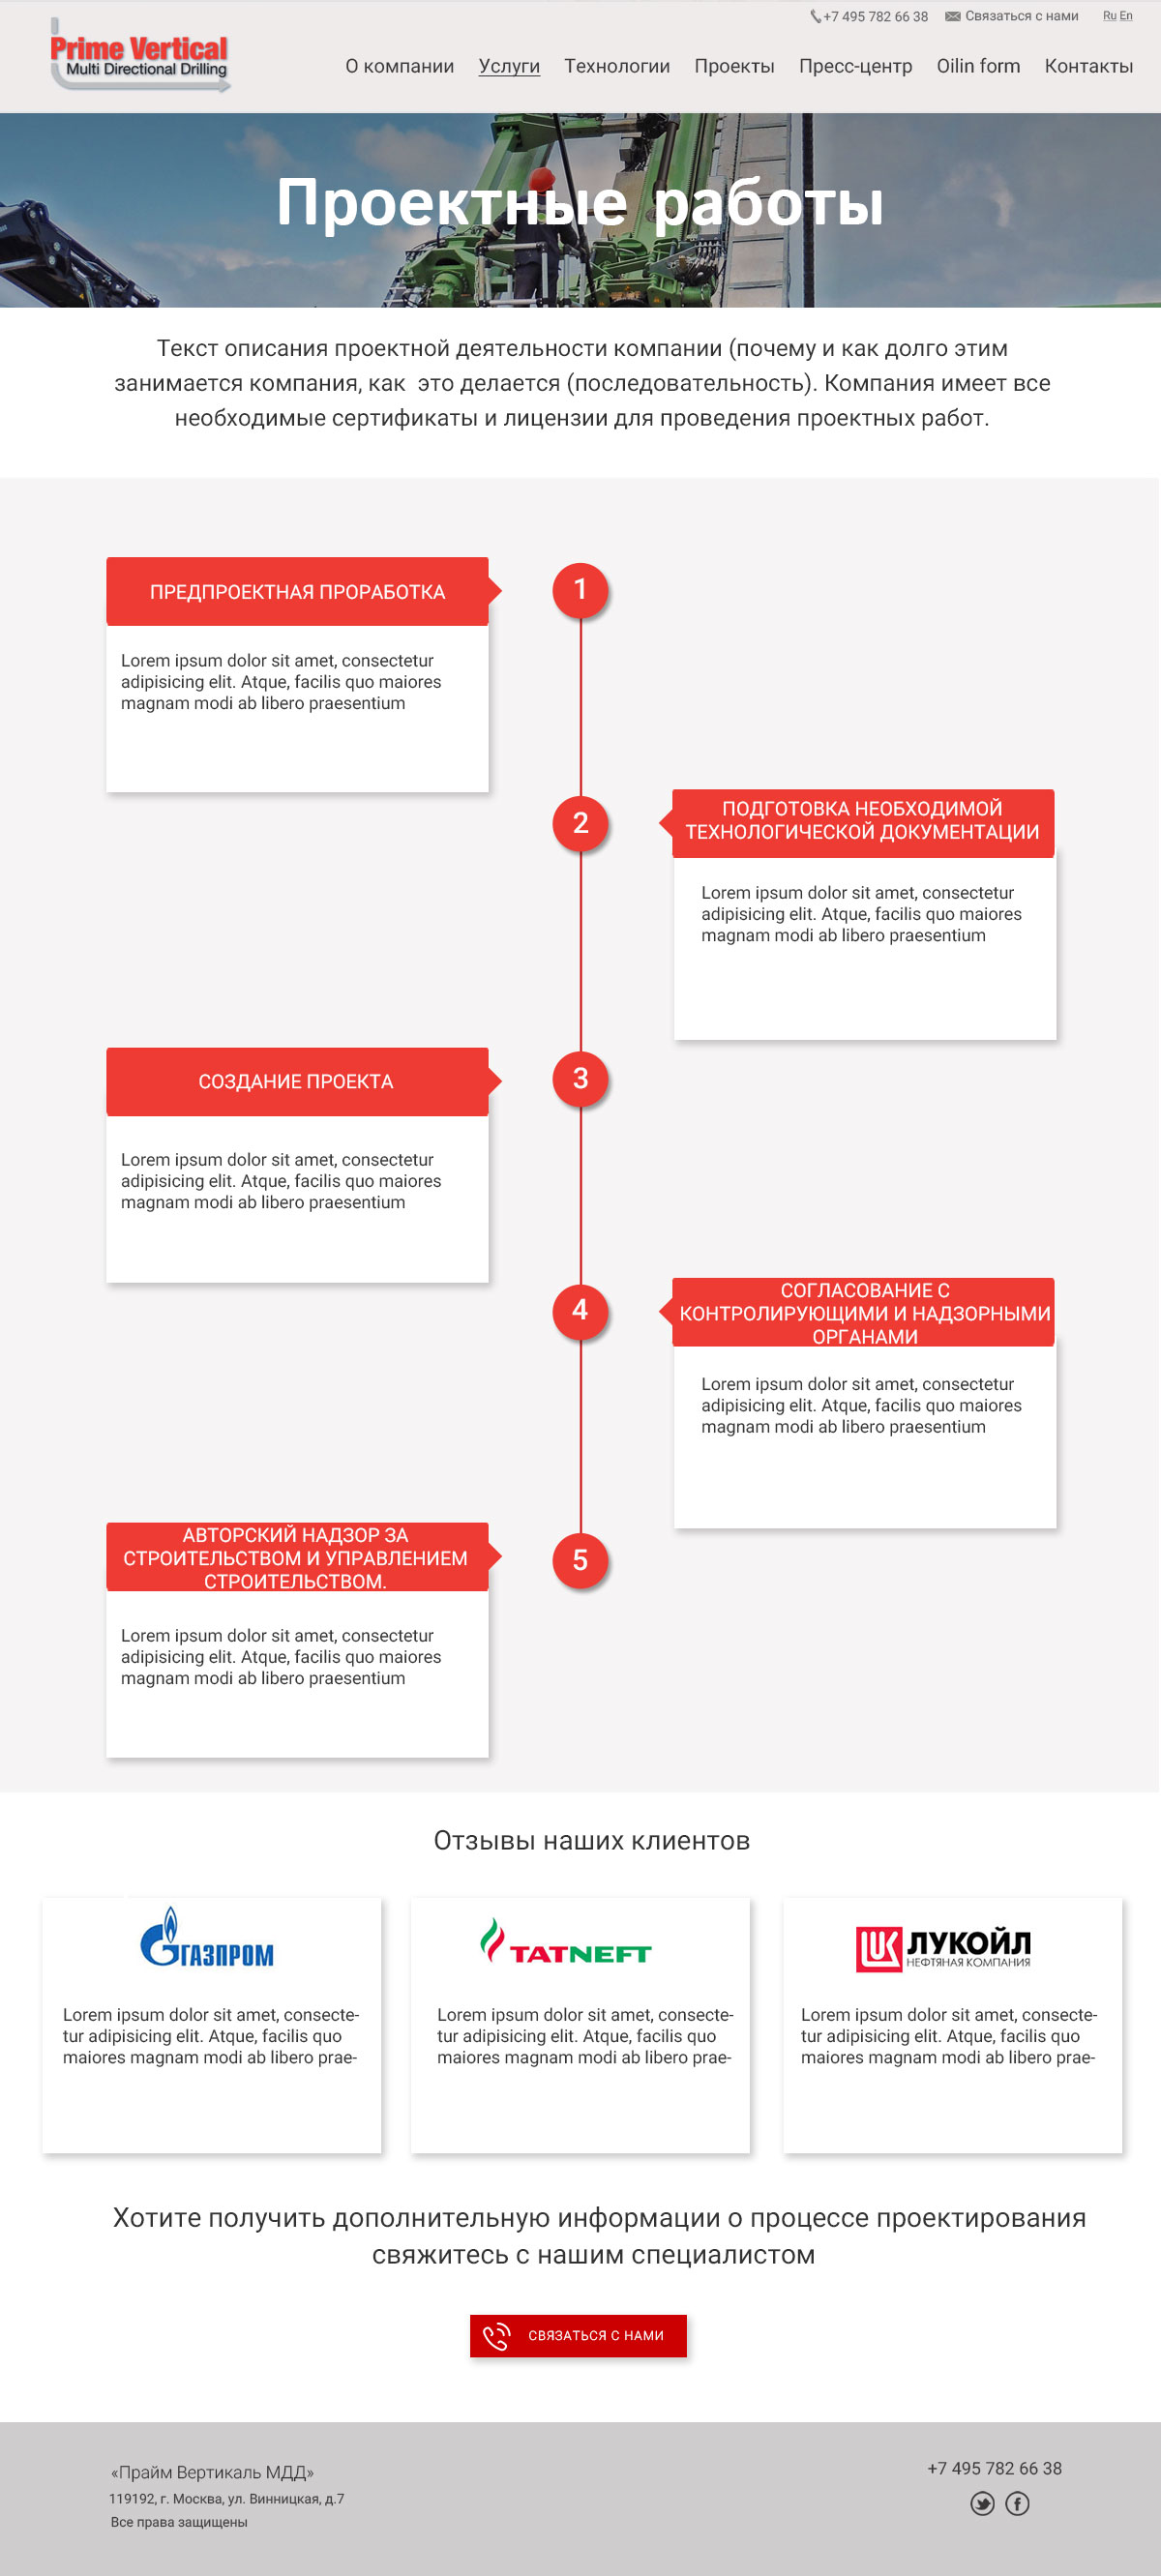 +7 495 782 66 38 Связаться с нами Ru En
Prime Vertical
Multi Directional Drilling
О компании Услуги Технологии Проекты Пресс-центр Oilin form Контакты
Проектные работы
Текст описания проектной деятельности компании (почему и как долго этим
занимается компания, как это делается (последовательность). Компания имеет все
необходимые сертификаты и лицензии для проведения проектных работ.
ПРЕДПРОЕКТНАЯ ПРОРАБОТКА
1
Lorem ipsum dolor sit amet, consectetur
adipisicing elit. Atque, facilis quo maiores
magnam modi ab libero praesentium
2
ПОДГОТОВКА НЕОБХОДИМОЙ
ТЕХНОЛОГИЧЕСКОЙ ДОКУМЕНТАЦИИ
Lorem ipsum dolor sit amet, consectetur
adipisicing elit. Atque, facilis quo maiores
magnam modi ab libero praesentium
СОЗДАНИЕ ПРОЕКТА
3
Lorem ipsum dolor sit amet, consectetur
adipisicing elit. Atque, facilis quo maiores
magnam modi ab libero praesentium
4
СОГЛАСОВАНИЕ С
КОНТРОЛИРУЮЩИМИ И НАДЗОРНЫМИ
ОРГАНАМИ
Lorem ipsum dolor sit amet, consectetur
adipisicing elit. Atque, facilis quo maiores
magnam modi ab libero praesentium
АВТОРСКИЙ НАДЗОР ЗА
СТРОИТЕЛЬСТВОМ И УПРАВЛЕНИЕМ
СТРОИТЕЛЬСТВОМ.
5
Lorem ipsum dolor sit amet, consectetur
adipisicing elit. Atque, facilis quo maiores
magnam modi ab libero praesentium
Отзывы наших клиентов
ГАЗПРОМ
Lorem ipsum dolor sit amet, consecte-
tur adipisicing elit. Atque, facilis quo
maiores magnam modi ab libero prae-
TATNEFT
Lorem ipsum dolor sit amet, consecte-
tur adipisicing elit. Atque, facilis quo
maiores magnam modi ab libero prae-
LUK ЛУКОЙЛ
НЕФТЯНАЯ КОМПАНИЯ
Lorem ipsum dolor sit amet, consecte-
tur adipisicing elit. Atque, facilis quo
maiores magnam modi ab libero prae-
Хотите получить дополнительную информации о процессе проектирования
свяжитесь с нашим специалистом
СВЯЗАТЬСЯ С НАМИ
«Прайм Вертикаль МДД»
119192, г. Москва, ул. Винницкая, д.7
Все права защищены
+7 495 782 66 38